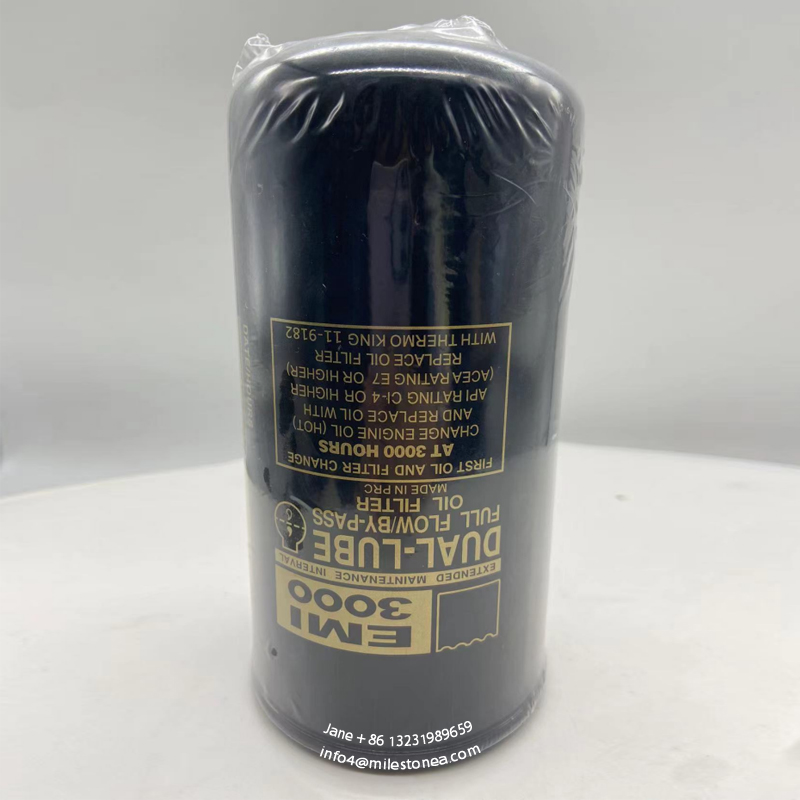 EMI
3000
EXTENDED MAINTENANCE INTERVAL
DUAL-LUBE
FULL FLOW/BY-PASS
OIL FILTER
MADE IN PRC
FIRST OIL AND FILTER CHANGE
AT 3000 HOURS
CHANGE ENGINE OIL (HOT)
AND REPLACE OIL WITH
API RATING CI-4 OR HIGHER
(ACEA RATING E7 OR HIGHER)
REPLACE OIL FILTER
WITH THERMO KING 11-9182
Jane + 86 13231989659
info4@milestonea.com